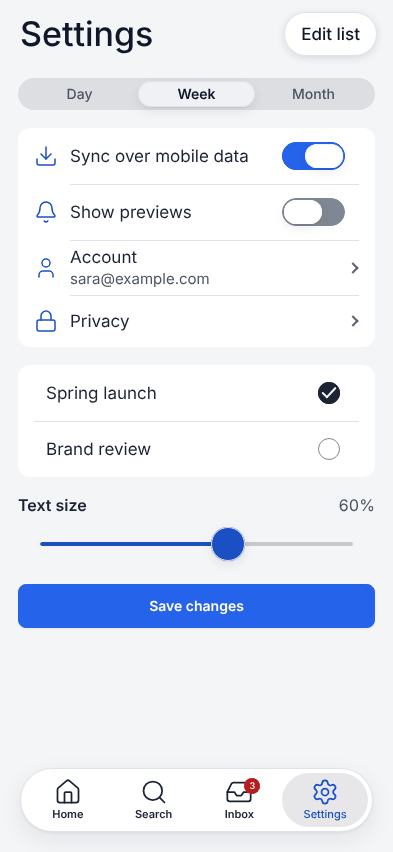 Settings
Edit list
Day
Week
Month
Sync over mobile data
Show previews
Account
sara@example.com
Privacy
Spring launch
Brand review
Text size
60%
Save changes
3
Home
Search
Inbox
Settings